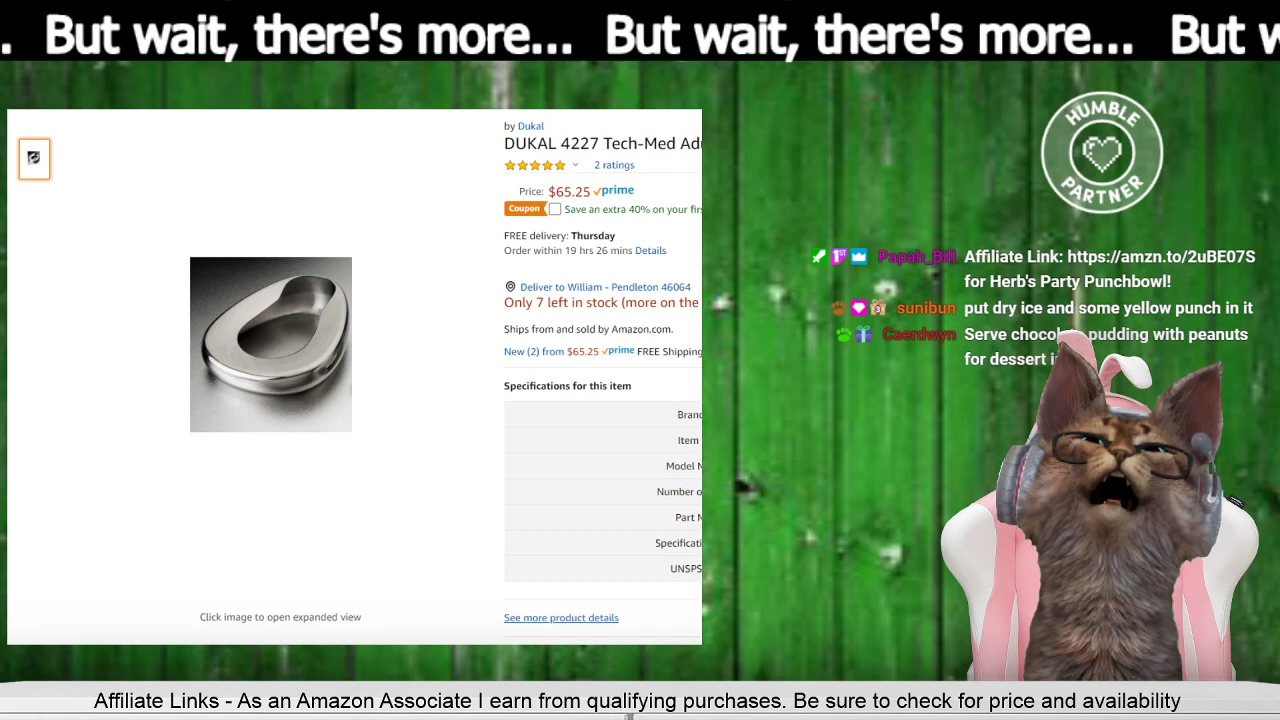 . But wait, there's more... But wait, there's more... But w
HUMBLE
PARTNER
by Dukal
DUKAL 4227 Tech-Med Ad
2 ratings
Price: $65.25 prime
Coupon Save an extra 40% on your firs
FREE delivery: Thursday
Order within 19 hrs 26 mins Details
Deliver to William - Pendleton 46064
Only 7 left in stock (more on the
Ships from and sold by Amazon.com.
New (2) from $65.25 prime FREE Shipping
Specifications for this item
Brand
Item
Model N
Number o
Part N
Specificati
UNSPS
See more product details
Click image to open expanded view
Papah_Bill Affiliate Link: https://amzn.to/2uBE07S
for Herb's Party Punchbowl!
sunibun put dry ice and some yellow punch in it
Caerdwyn Serve chocol pudding with peanuts
for dessert i
Affiliate Links - As an Amazon Associate I earn from qualifying purchases. Be sure to check for price and availability